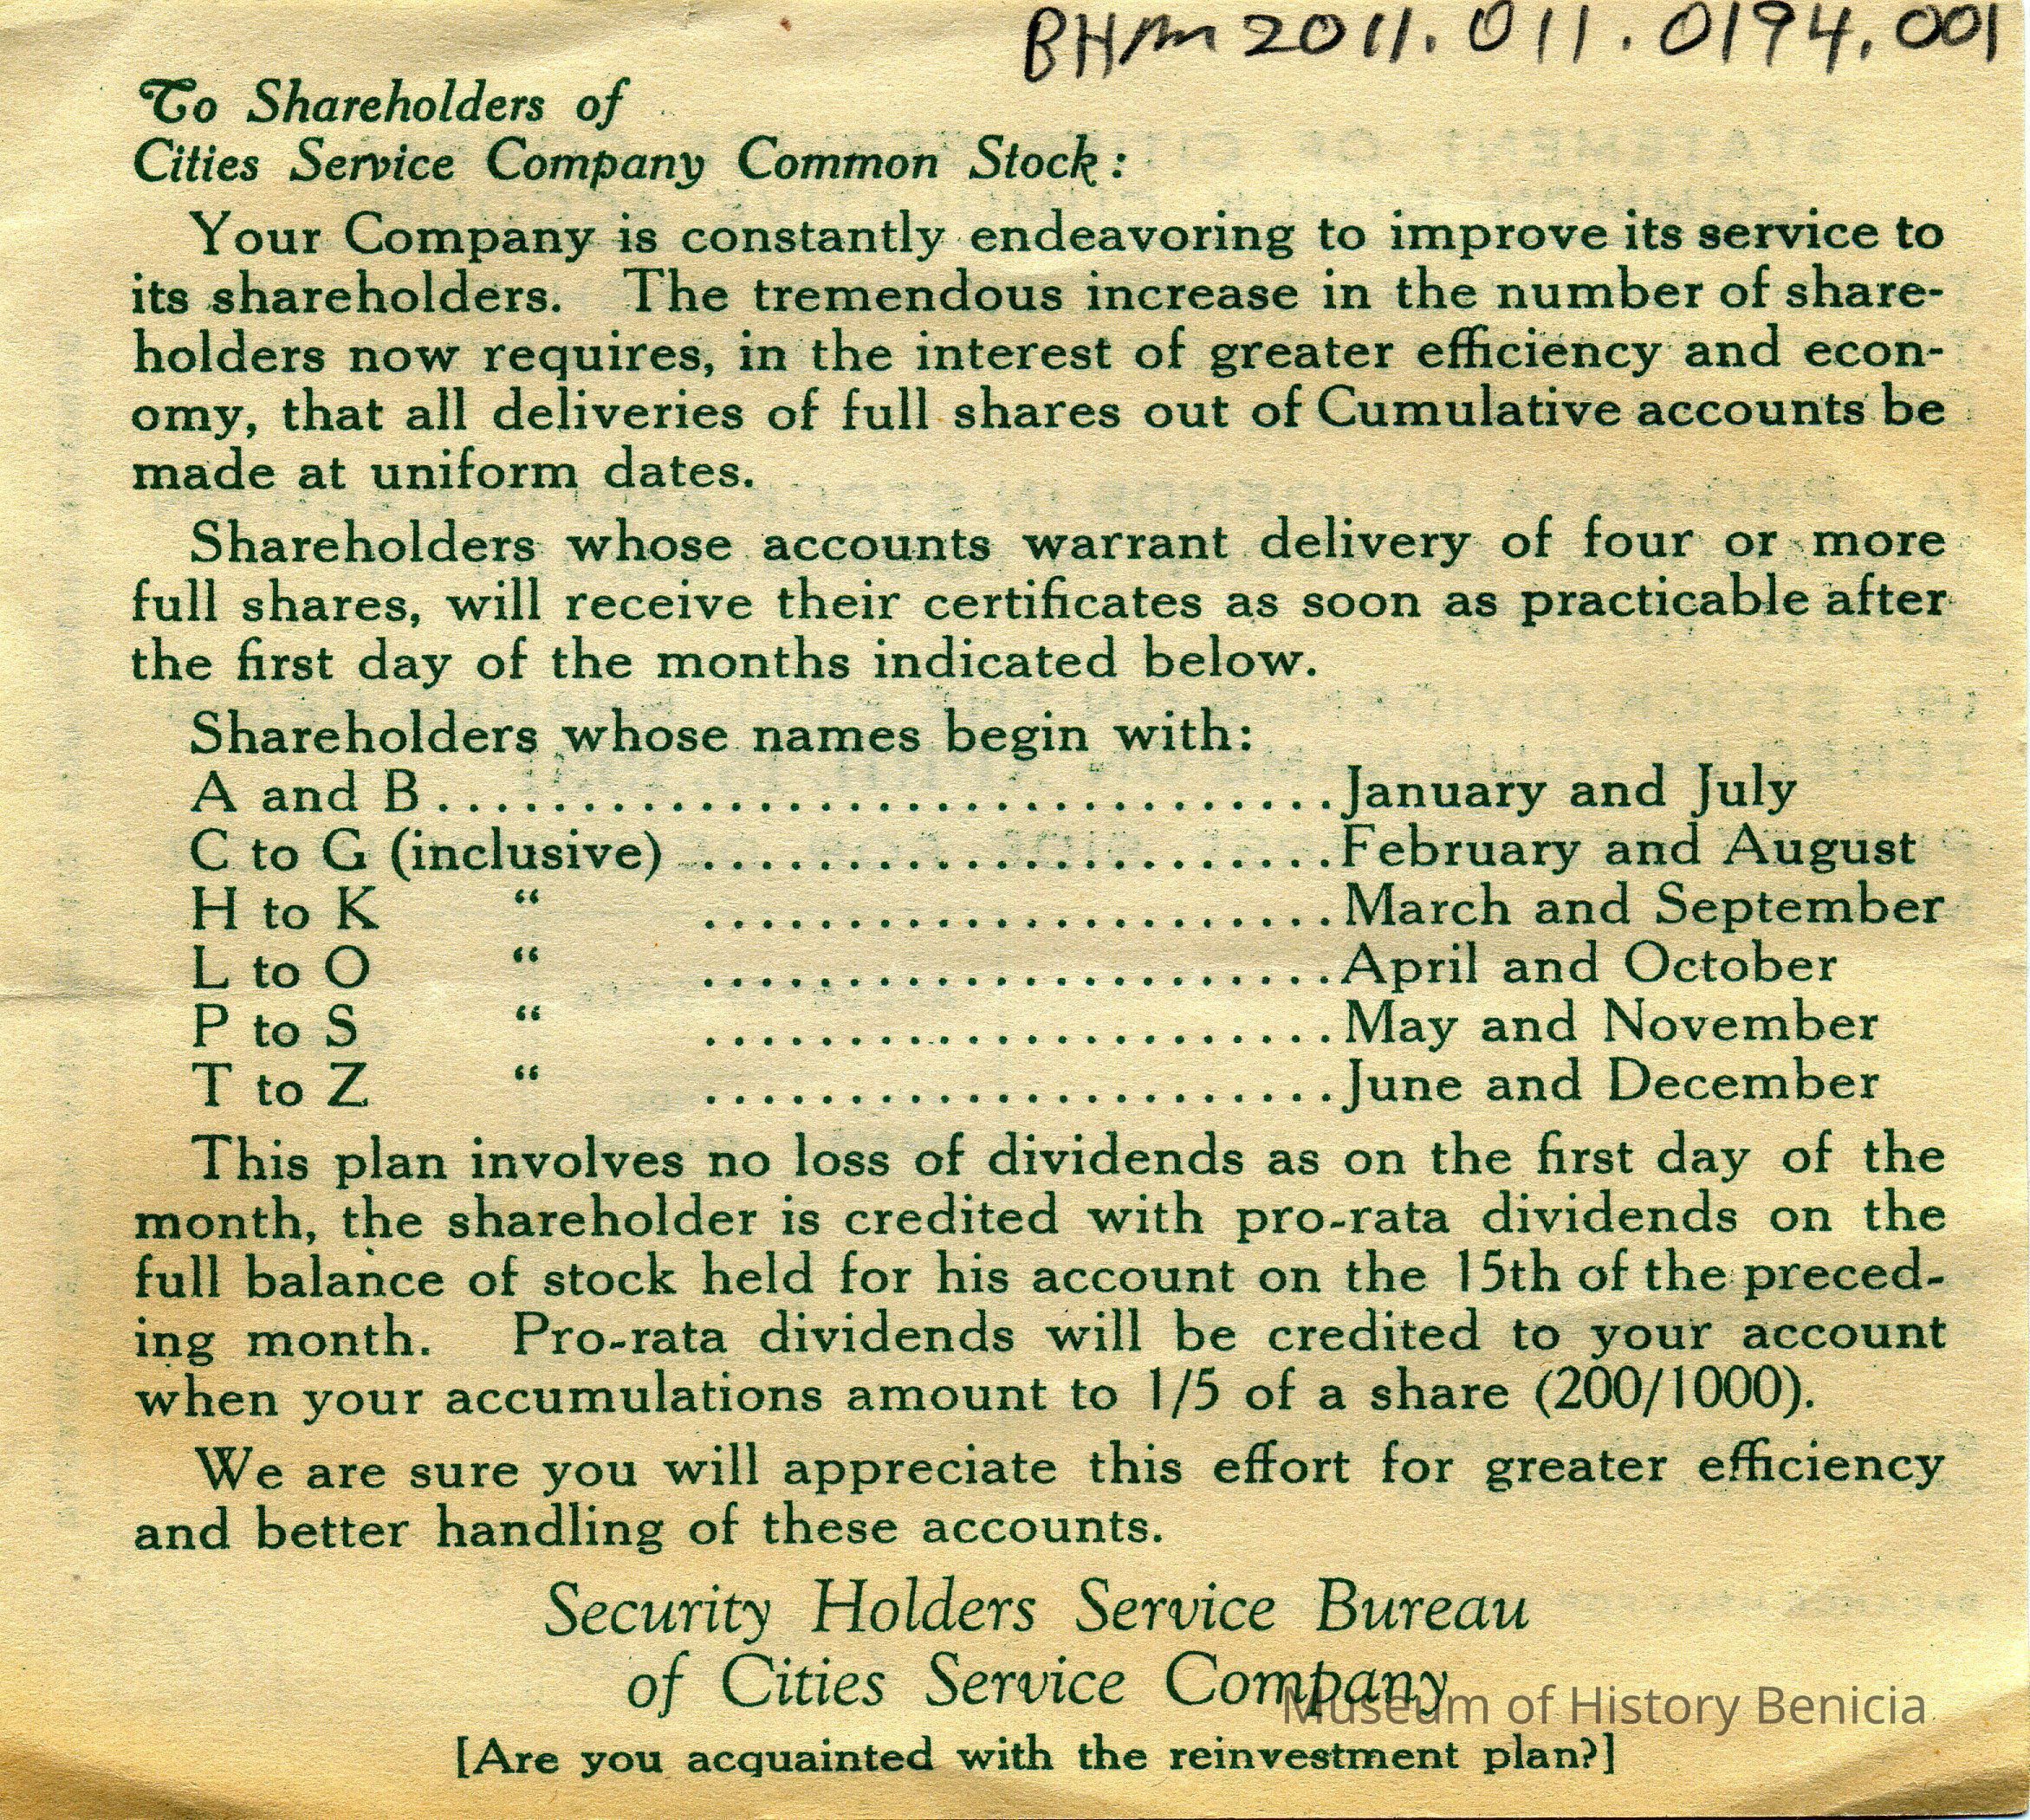 BHM 2011.011.0194.001
To Shareholders of
Cities Service Company Common Stock:
Your Company is constantly endeavoring to improve its service to
its shareholders. The tremendous increase in the number of share-
holders now requires, in the interest of greater efficiency and econ-
omy, that all deliveries of full shares out of Cumulative accounts be
made at uniform dates.
Shareholders whose accounts warrant delivery of four or more
full shares, will receive their certificates as soon as practicable after
the first day of the months indicated below.
Shareholders whose names begin with:
A and B...............................January and July
C to G (inclusive) ......................February and August
H to K “ ......................March and September
L to O “ ......................April and October
P to S “ ......................May and November
T to Z “ ......................June and December
This plan involves no loss of dividends as on the first day of the
month, the shareholder is credited with pro-rata dividends on the
full balance of stock held for his account on the 15th of the preced-
ing month. Pro-rata dividends will be credited to your account
when your accumulations amount to 1/5 of a share (200/1000).
We are sure you will appreciate this effort for greater efficiency
and better handling of these accounts.
Security Holders Service Bureau
of Cities Service Company
Museum of History Benicia
[Are you acquainted with the reinvestment plan?]